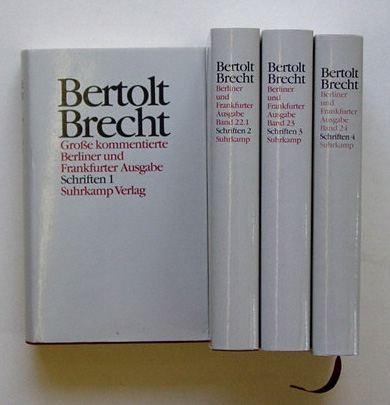 Bertolt
Brecht
Große kommentierte
Berliner und
Frankfurter Ausgabe
Schriften 1
Suhrkamp Verlag
Bertolt
Brecht
Berliner
und
Frankfurter
Ausgabe
Band 22.1
Schriften 2
Suhrkamp
Bertolt
Brecht
Berliner
und
Frankfurter
Ausgabe
Band 23
Schriften 3
Suhrkamp
Bertolt
Brecht
Berliner
und
Frankfurter
Ausgabe
Band 24
Schriften 4
Suhrkamp